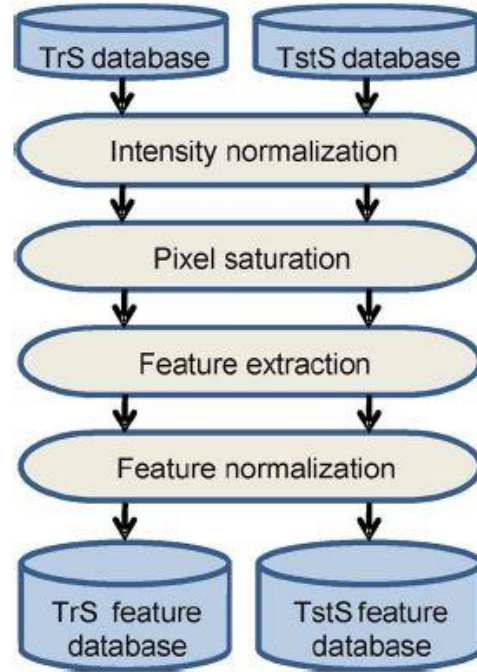 TrS database
TstS database
Intensity normalization
Pixel saturation
Feature extraction
Feature normalization
TrS feature
database
TstS feature
database